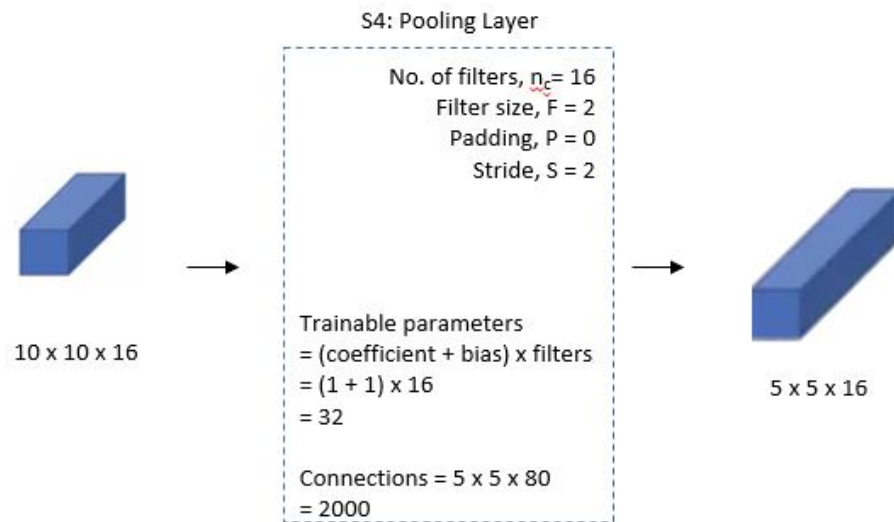 S4: Pooling Layer
No. of filters, nc= 16
Filter size, F = 2
Padding, P = 0
Stride, S = 2
10 x 10 x 16
Trainable parameters
= (coefficient + bias) x filters
= (1 + 1) x 16
= 32
Connections = 5 x 5 x 80
= 2000
5 x 5 x 16